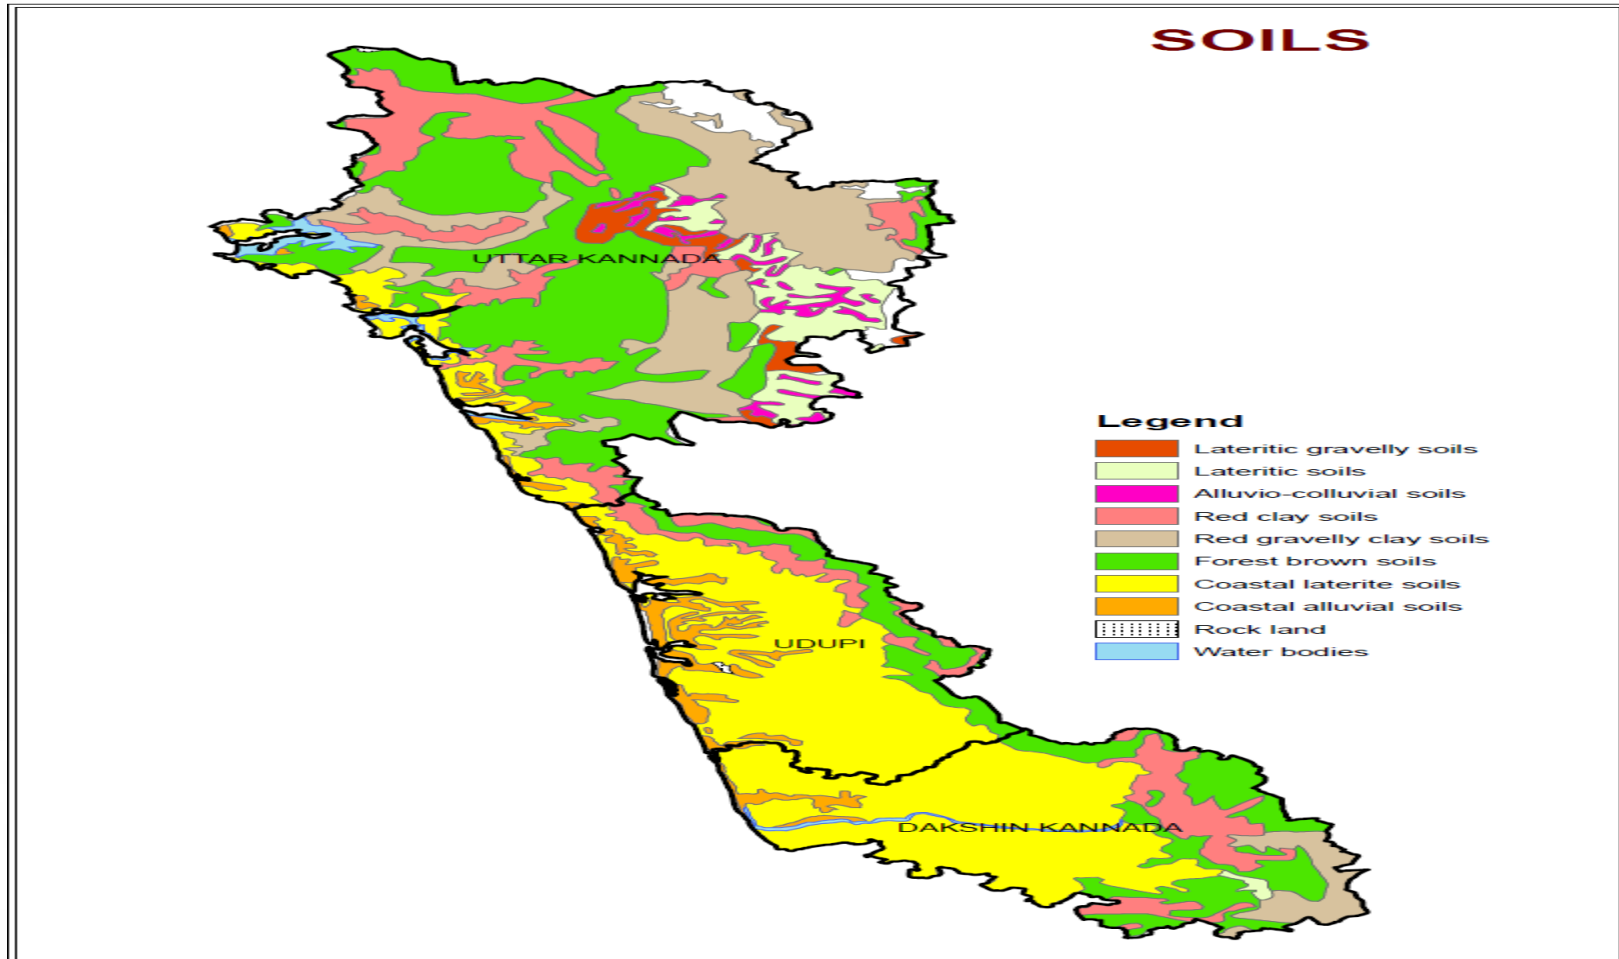 SOILS
UTTAR KANNADA
UDUPI
DAKSHIN KANNADA
Legend
Lateritic gravelly soils
Lateritic soils
Alluvio-colluvial soils
Red clay soils
Red gravelly clay soils
Forest brown soils
Coastal laterite soils
Coastal alluvial soils
Rock land
Water bodies